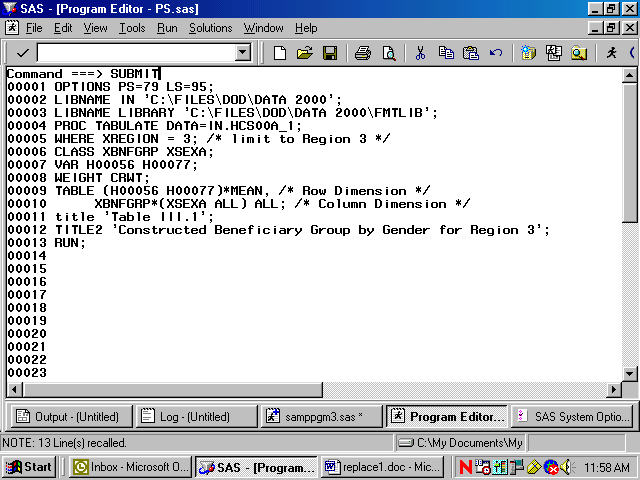 SAS - [Program Editor - PS.sas]
File Edit View Tools Run Solutions Window Help
Command ===> SUBMIT
00001 OPTIONS PS=79 LS=95;
00002 LIBNAME IN 'C:\FILES\DOD\DATA 2000';
00003 LIBNAME LIBRARY 'C:\FILES\DOD\DATA 2000\FMTLIB';
00004 PROC TABULATE DATA=IN.HCS00A_1;
00005 WHERE XREGION = 3; /* limit to Region 3 */
00006 CLASS XBNFGRP XSEXA;
00007 VAR H00056 H00077;
00008 WEIGHT CRWT;
00009 TABLE (H00056 H00077)*MEAN, /* Row Dimension */
00010 XBNFGRP*(XSEXA ALL) ALL; /* Column Dimension */
00011 title 'Table III.1';
00012 TITLE2 'Constructed Beneficiary Group by Gender for Region 3';
00013 RUN;
00014
00015
00016
00017
00018
00019
00020
00021
00022
00023
Output - (Untitled) Log - (Untitled) samppgm3.sas * Program Editor... SAS System Optio...
NOTE: 13 Line(s) recalled. C:\My Documents\My
Start Inbox - Microsoft O... SAS - [Program... replace1.doc - Mic... 11:58 AM